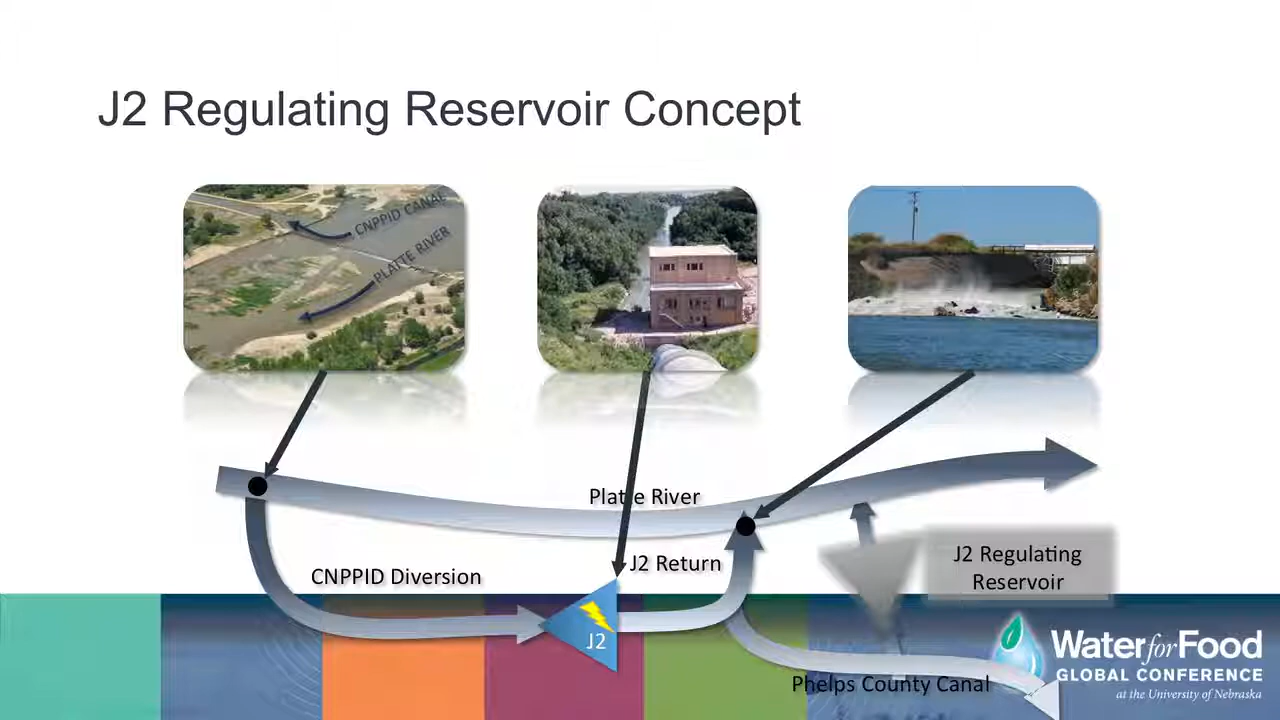 J2 Regulating Reservoir Concept
CNPPID CANAL
PLATTE RIVER
Platte River
J2 Return
CNPPID Diversion
J2 Regulating
Reservoir
J2
Phelps County Canal
Water for Food
GLOBAL CONFERENCE
at the University of Nebraska